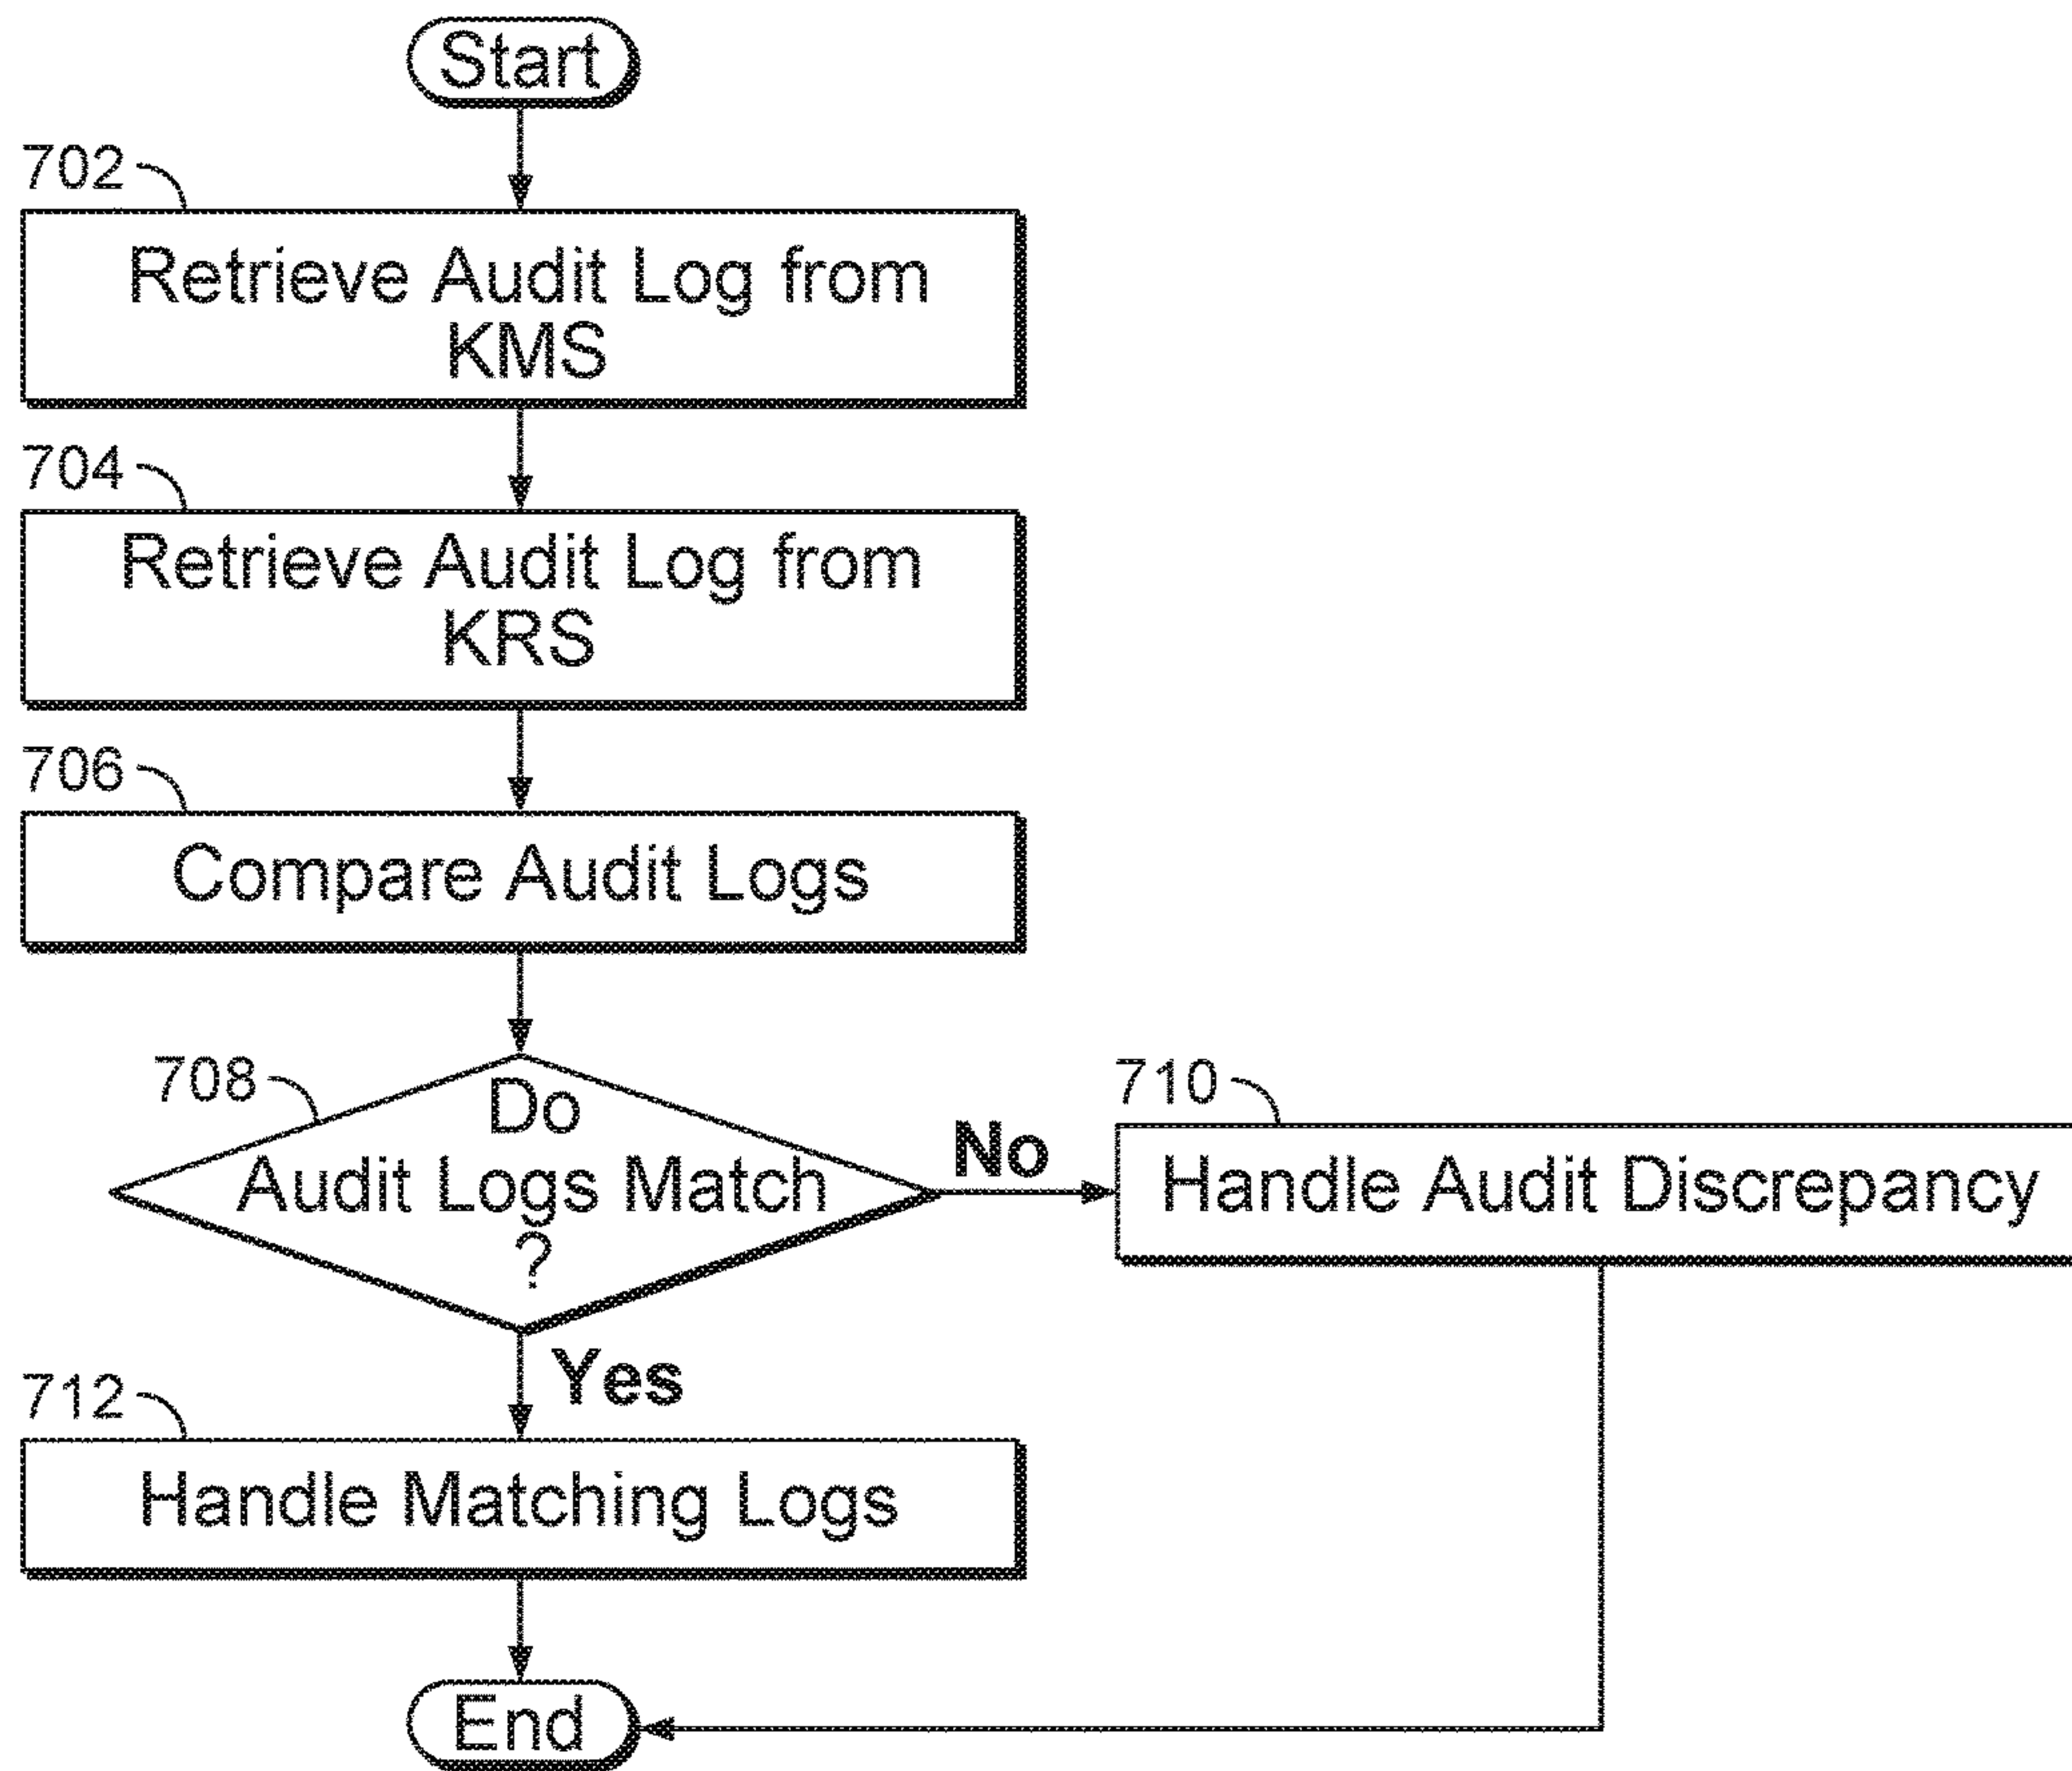 Start
702
Retrieve Audit Log from
KMS
704
Retrieve Audit Log from
KRS
706
Compare Audit Logs
708
Do
Audit Logs Match
?
No
710
Handle Audit Discrepancy
Yes
712
Handle Matching Logs
End